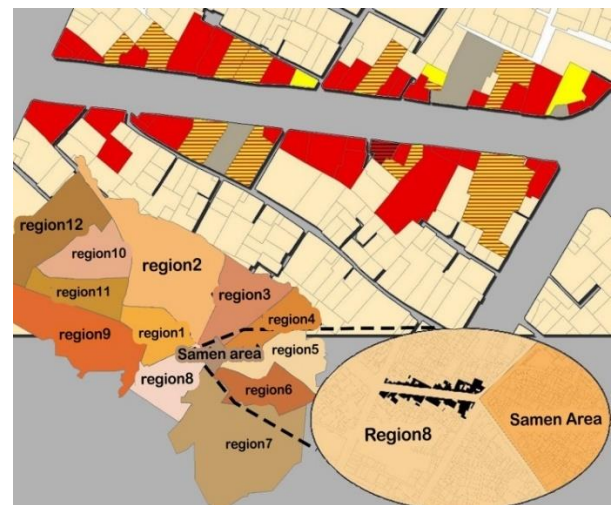 region12
region10
region2
region11
region3
region4
region9
region1
Samen area
region5
region8
region6
region7
Region8
Samen Area